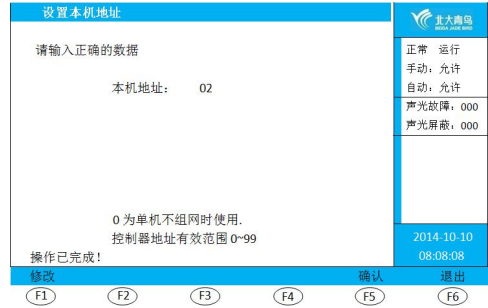 设置本机地址
请输入正确的数据
本机地址： 02
0 为单机不组网时使用.
控制器地址有效范围 0~99
操作已完成！
北大青鸟
BEIDA JADE BIRD
正常 运行
手动：允许
自动：允许
声光故障：000
声光屏蔽：000
2014-10-10
08:08:08
修改 确认 退出
F1 F2 F3 F4 F5 F6